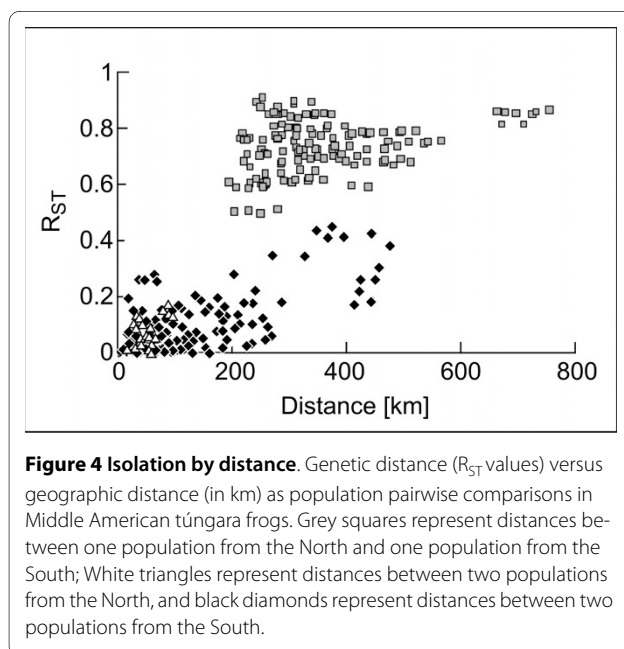 1
0.8
0.6
0.4
0.2
0
R_ST
0 200 400 600 800
Distance [km]
Figure 4 Isolation by distance. Genetic distance (R_ST values) versus
geographic distance (in km) as population pairwise comparisons in
Middle American túngara frogs. Grey squares represent distances be-
tween one population from the North and one population from the
South; White triangles represent distances between two populations
from the North, and black diamonds represent distances between two
populations from the South.